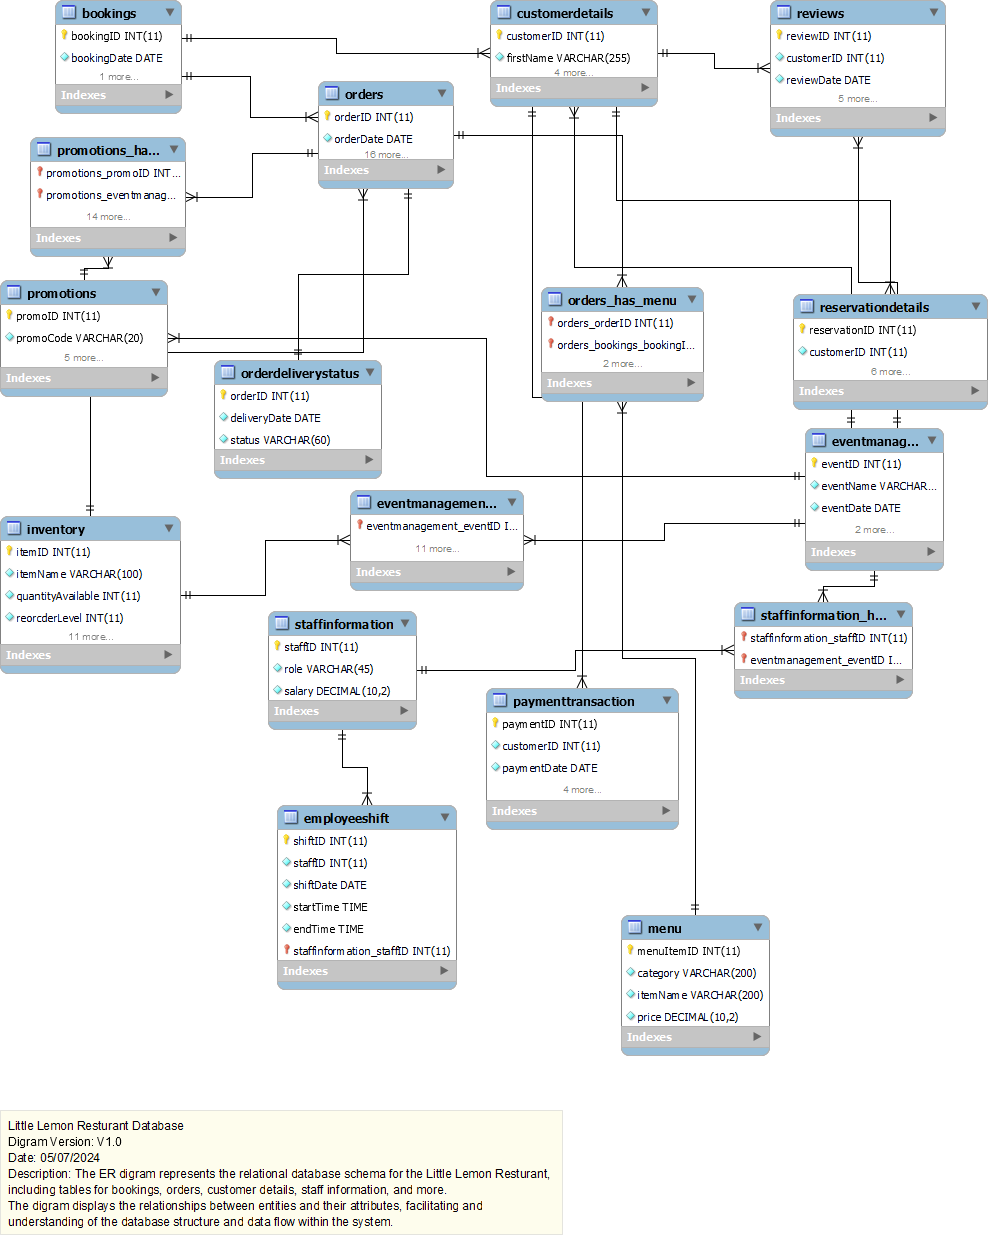 bookings
bookingID INT(11)
bookingDate DATE
1 more...
Indexes
customerdetails
customerID INT(11)
firstName VARCHAR(255)
4 more...
Indexes
reviews
reviewID INT(11)
customerID INT(11)
reviewDate DATE
5 more...
Indexes
orders
orderID INT(11)
orderDate DATE
16 more...
Indexes
promotions_ha...
promotions_promoID INT...
promotions_eventmanag...
14 more...
Indexes
promotions
promoID INT(11)
promoCode VARCHAR(20)
5 more...
Indexes
orders_has_menu
orders_orderID INT(11)
orders_bookings_bookingI...
2 more...
Indexes
reservationdetails
reservationID INT(11)
customerID INT(11)
6 more...
Indexes
orderdeliverystatus
orderID INT(11)
deliveryDate DATE
status VARCHAR(60)
Indexes
eventmanag...
eventID INT(11)
eventName VARCHAR...
eventDate DATE
2 more...
Indexes
eventmanagemen...
eventmanagement_eventID I...
11 more...
Indexes
inventory
itemID INT(11)
itemName VARCHAR(100)
quantityAvailable INT(11)
reorcderLevel INT(11)
11 more...
Indexes
staffinformation
staffID INT(11)
role VARCHAR(45)
salary DECIMAL(10,2)
Indexes
staffinformation_h...
staffinformation_staffID INT(11)
eventmanagement_eventID I...
Indexes
paymenttransaction
paymentID INT(11)
customerID INT(11)
paymentDate DATE
4 more...
Indexes
employeeshift
shiftID INT(11)
staffID INT(11)
shiftDate DATE
startTime TIME
endTime TIME
staffinformation_staffID INT(11)
Indexes
menu
menuItemID INT(11)
category VARCHAR(200)
itemName VARCHAR(200)
price DECIMAL(10,2)
Indexes
Little Lemon Resturant Database
Digram Version: V1.0
Date: 05/07/2024
Description: The ER digram represents the relational database schema for the Little Lemon Resturant,
including tables for bookings, orders, customer details, staff information, and more.
The digram displays the relationships between entities and their attributes, facilitating and
understanding of the database structure and data flow within the system.